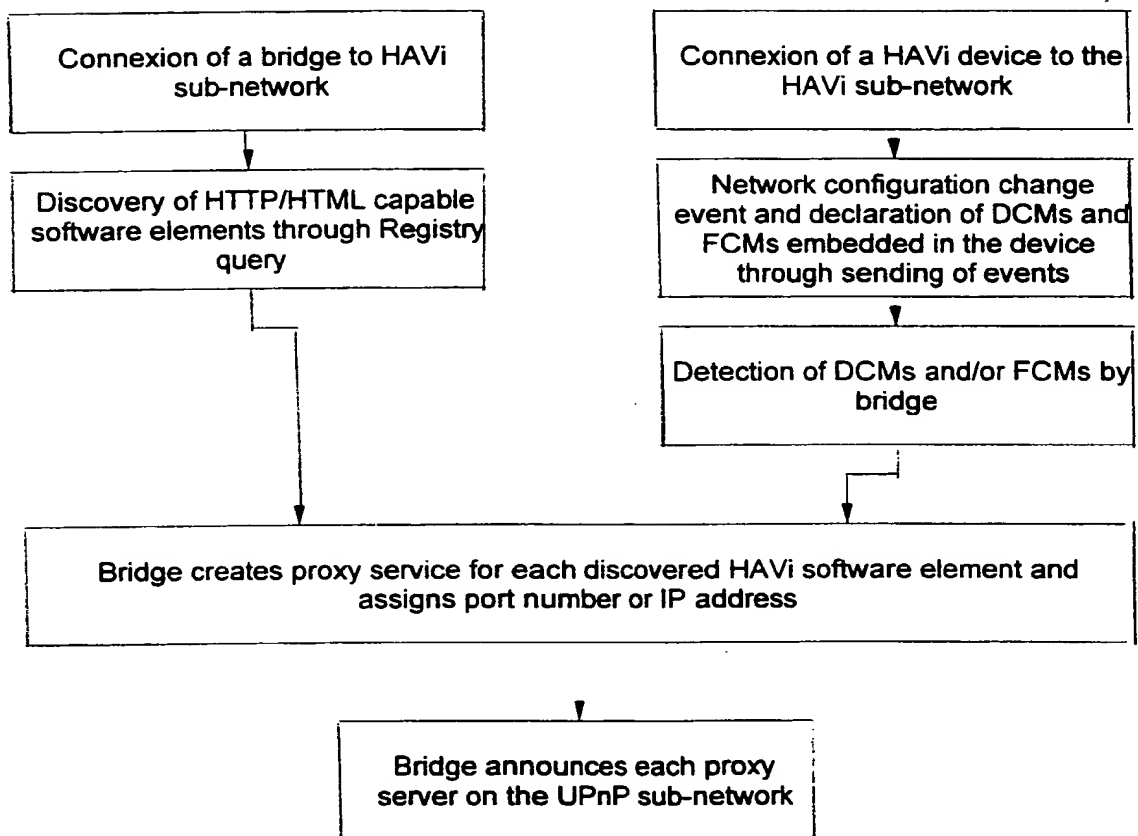 Connexion of a bridge to HAVi
sub-network
Discovery of HTTP/HTML capable
software elements through Registry
query
Connexion of a HAVi device to the
HAVi sub-network
Network configuration change
event and declaration of DCMs and
FCMs embedded in the device
through sending of events
Detection of DCMs and/or FCMs by
bridge
Bridge creates proxy service for each discovered HAVi software element and
assigns port number or IP address
Bridge announces each proxy
server on the UPnP sub-network